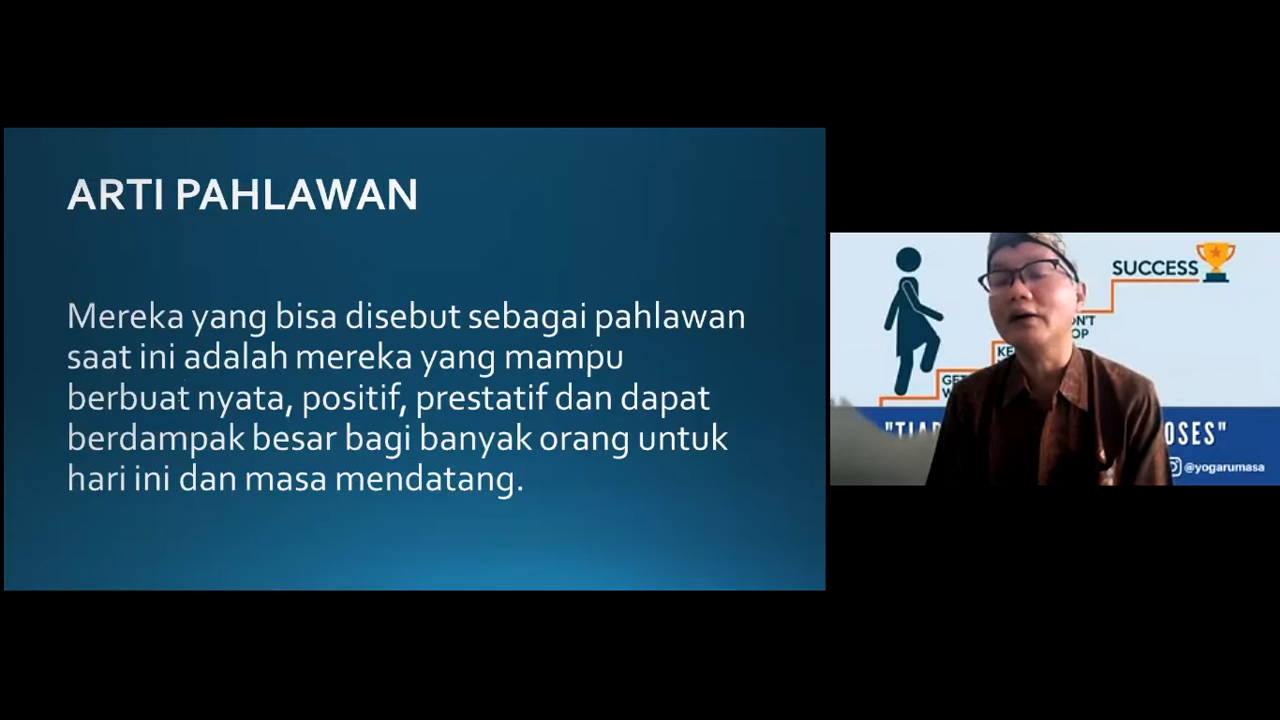 ARTI PAHLAWAN
Mereka yang bisa disebut sebagai pahlawan
saat ini adalah mereka yang mampu
berbuat nyata, positif, prestatif dan dapat
berdampak besar bagi banyak orang untuk
hari ini dan masa mendatang.
SUCCESS
@yogarumasa